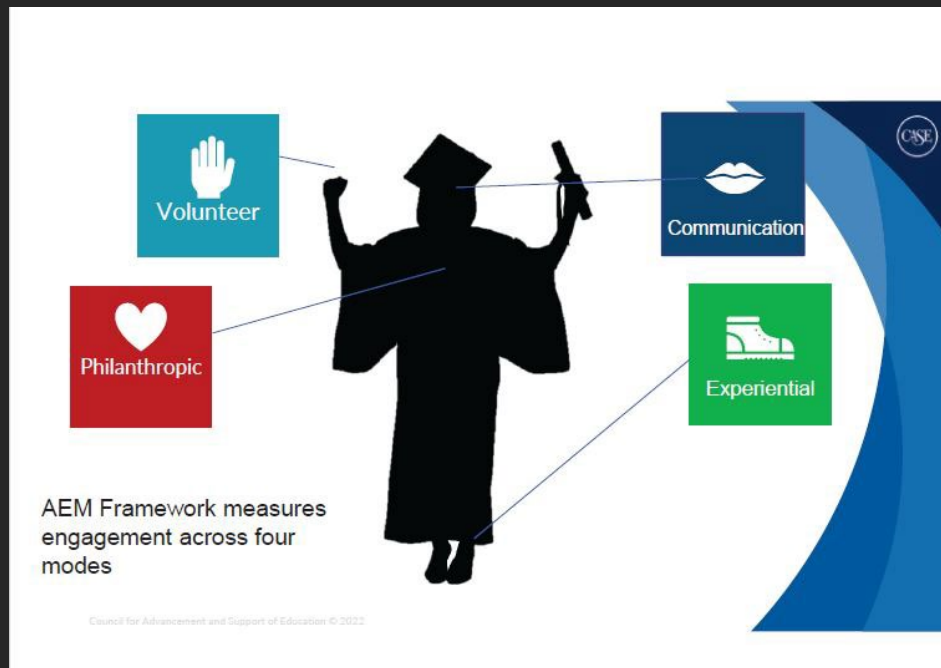 Volunteer
Communication
CASE
Philanthropic
Experiential
AEM Framework measures
engagement across four
modes
Council for Advancement and Support of Education © 2022